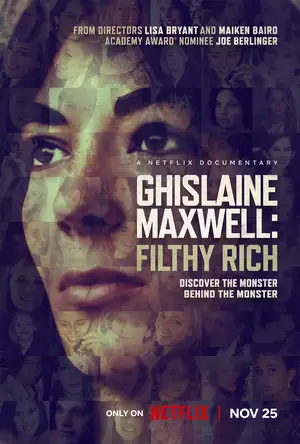 FROM DIRECTORS LISA BRYANT AND MAIKEN BAIRD
ACADEMY AWARD® NOMINEE JOE BERLINGER
A NETFLIX DOCUMENTARY
GHISLAINE
MAXWELL:
FILTHY RICH
DISCOVER THE MONSTER
BEHIND THE MONSTER
ONLY ON NETFLIX | NOV 25